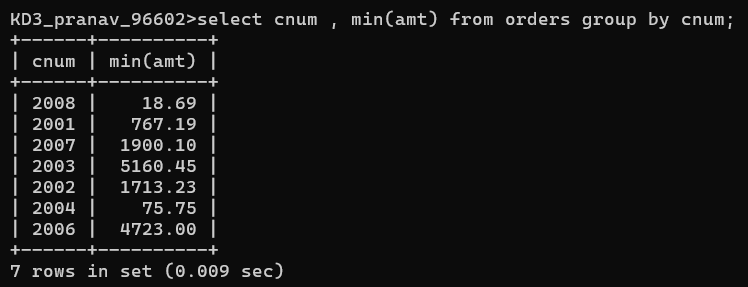 KD3_pranav_96602>select cnum , min(amt) from orders group by cnum;
+------+----------+
| cnum | min(amt) |
+------+----------+
| 2008 |    18.69 |
| 2001 |   767.19 |
| 2007 |  1900.10 |
| 2003 |  5160.45 |
| 2002 |  1713.23 |
| 2004 |    75.75 |
| 2006 |  4723.00 |
+------+----------+
7 rows in set (0.009 sec)